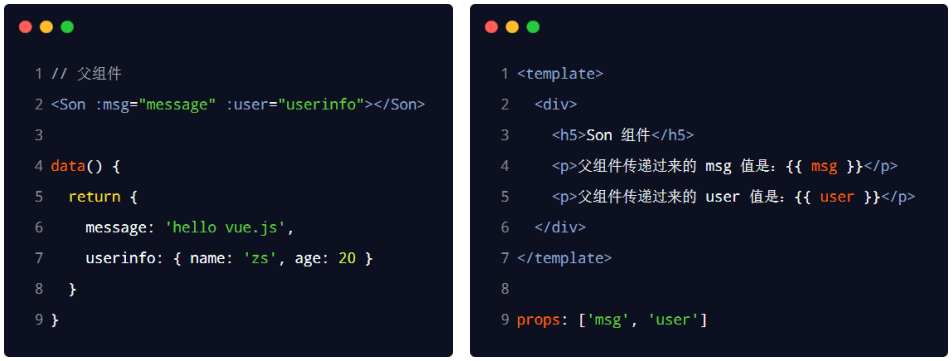 1 // 父组件
2 <Son :msg="message" :user="userinfo"></Son>
3
4 data() {
5   return {
6     message: 'hello vue.js',
7     userinfo: { name: 'zs', age: 20 }
8   }
9 }
1 <template>
2   <div>
3     <h5>Son 组件</h5>
4     <p>父组件传递过来的 msg 值是：{{ msg }}</p>
5     <p>父组件传递过来的 user 值是：{{ user }}</p>
6   </div>
7 </template>
8
9 props: ['msg', 'user']